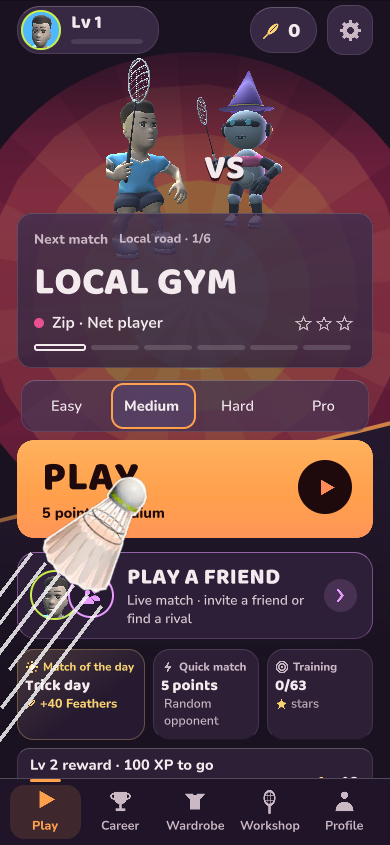 Lv 1
0
VS
Next match Local road · 1/6
LOCAL GYM
Zip · Net player
Easy
Medium
Hard
Pro
PLAY
5
PLAY A FRIEND
Live match · invite a friend or
find a rival
Match of the day
Trick day
+40 Feathers
Quick match
5 points
Random
opponent
Training
0/63
stars
Lv 2 reward · 100 XP to go
Play
Career
Wardrobe
Workshop
Profile